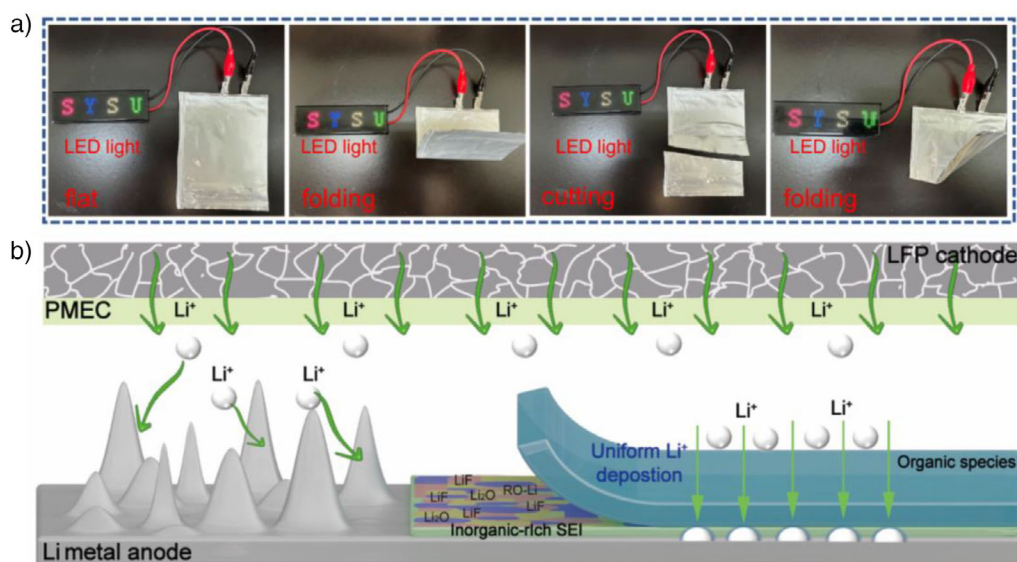 a)
S Y S U
LED light
flat
S Y S U
LED light
folding
S Y S U
LED light
cutting
S Y S U
LED light
folding
b)
LFP cathode
PMEC
Li⁺
Li⁺
Li⁺
Li⁺
Li⁺
Li⁺
Li⁺
Li⁺
Li⁺
Uniform Li⁺
depostion
Organic species
LiF
RO-Li
LiF
Li₂O
LiF
Li₂O
LiF
Inorganic-rich SEI
Li metal anode